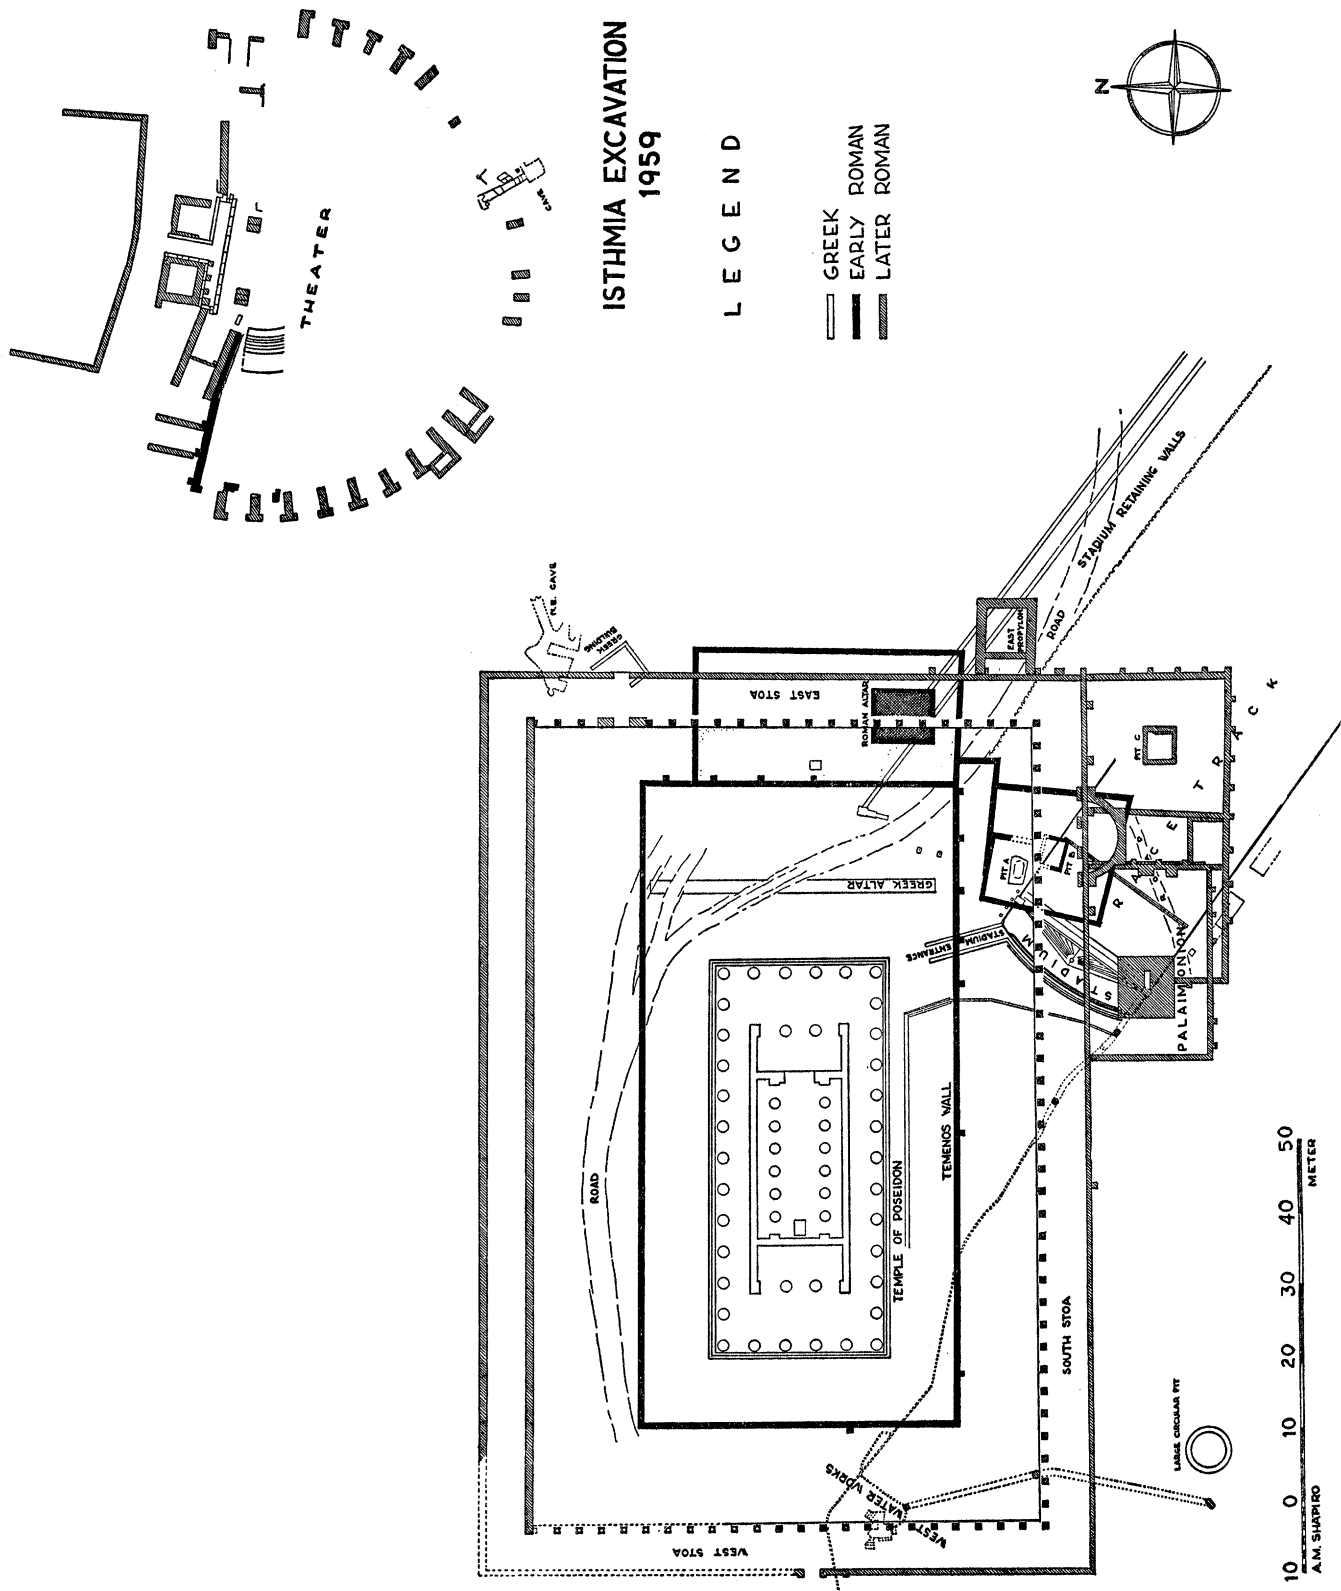 ISTHMIA EXCAVATION
1959
LEGEND
GREEK
EARLY ROMAN
LATER ROMAN
N
THEATER
CAVE
N.E. CAVE
GREEK
BUILDING
EAST STOA
ROMAN ALTAR
EAST
PROPYLON
ROAD
STADIUM RETAINING WALLS
PIT C
RACE TRACK
PIT A
PIT B
GREEK ALTAR
STADIUM
ENTRANCE
STADIUM
PALAIMONION
ROAD
TEMPLE OF POSEIDON
TEMENOS WALL
SOUTH STOA
WEST
WATER WORKS
WEST STOA
LARGE CIRCULAR PIT
10 0 10 20 30 40 50
METER
A.M. SHAPIRO